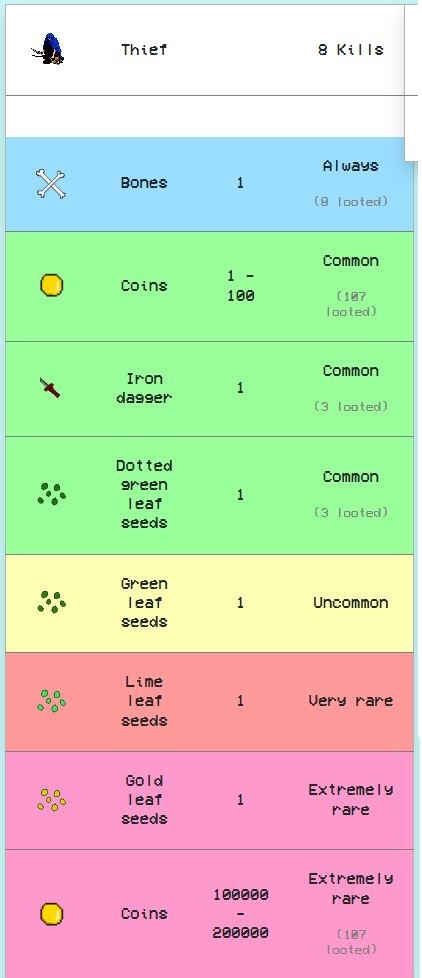 Thief 8 Kills
Bones 1 Always
(8 looted)
Coins 1 -
100 Common
(107
looted)
Iron
dagger 1 Common
(3 looted)
Dotted
green
leaf
seeds 1 Common
(3 looted)
Green
leaf
seeds 1 Uncommon
Lime
leaf
seeds 1 Very rare
Gold
leaf
seeds 1 Extremely
rare
Coins 100000
-
200000 Extremely
rare
(107
looted)